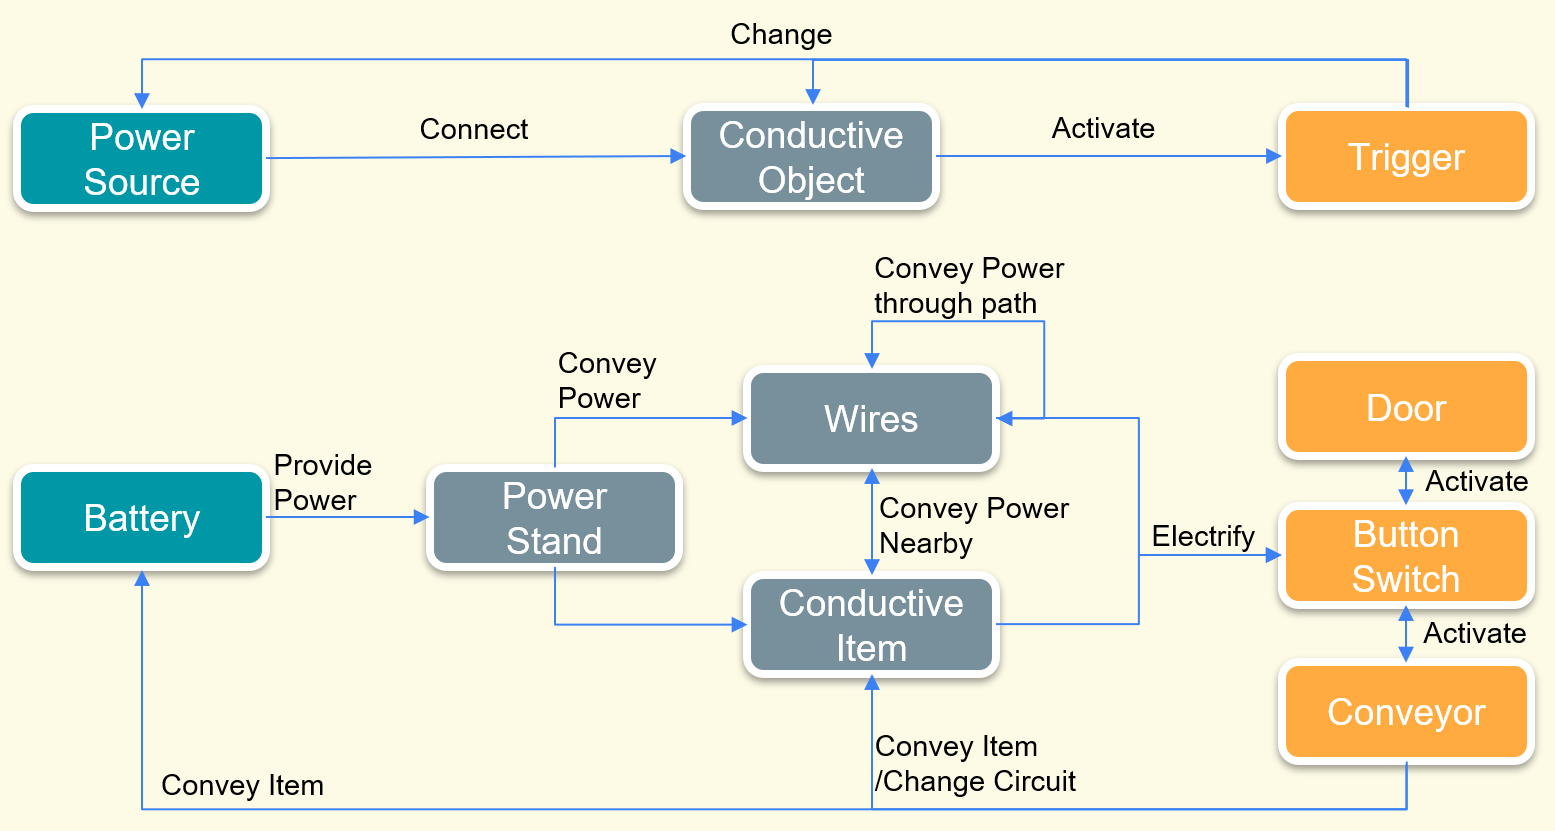 Change
Power
Source
Connect
Conductive
Object
Activate
Trigger
Convey Power
through path
Convey
Power
Wires
Door
Provide
Power
Battery
Power
Stand
Convey Power
Nearby
Electrify
Activate
Button
Switch
Conductive
Item
Activate
Conveyor
Convey Item
/Change Circuit
Convey Item